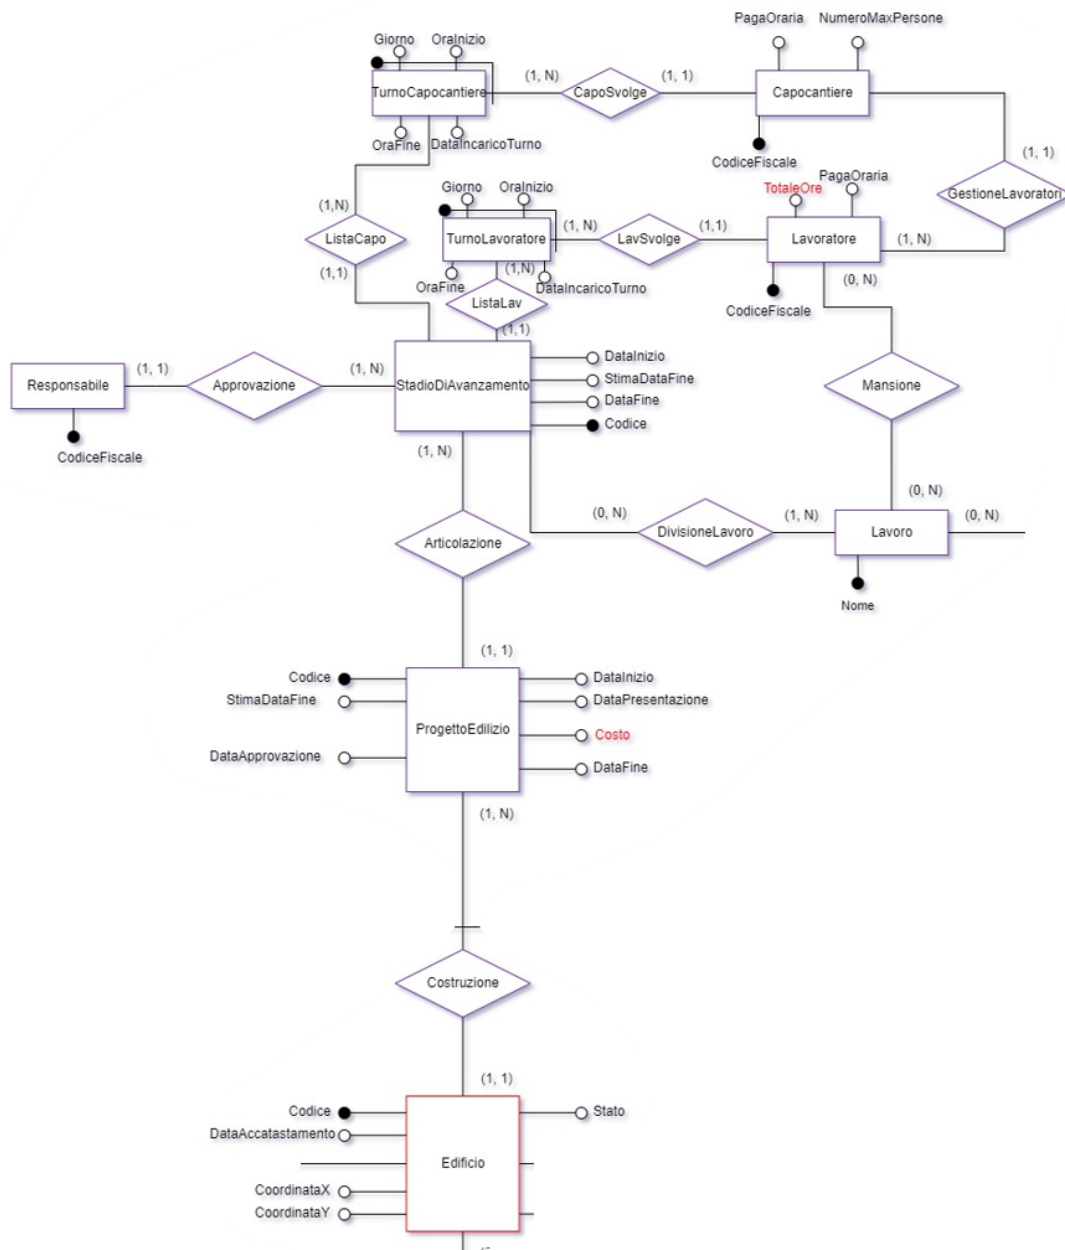 PagaOraria
NumeroMaxPersone
Giorno
OraInizio
(1, N)
(1, 1)
TurnoCapocantiere
CapoSvolge
Capocantiere
OraFine
DataIncaricoTurno
CodiceFiscale
(1, 1)
GestioneLavoratori
PagaOraria
TotaleOre
Giorno
OraInizio
(1,N)
(1, N)
(1,1)
(1, N)
ListaCapo
TurnoLavoratore
LavSvolge
Lavoratore
(1,1)
(1,N)
(0, N)
OraFine
DataIncaricoTurno
ListaLav
CodiceFiscale
(1,1)
DataInizio
(1, 1)
(1, N)
StimaDataFine
Responsabile
Approvazione
StadioDiAvanzamento
Mansione
DataFine
Codice
CodiceFiscale
(1, N)
(0, N)
(0, N)
(1, N)
(0, N)
Articolazione
DivisioneLavoro
Lavoro
Nome
(1, 1)
Codice
DataInizio
StimaDataFine
DataPresentazione
ProgettoEdilizio
Costo
DataApprovazione
DataFine
(1, N)
Costruzione
(1, 1)
Codice
Stato
DataAccatastamento
Edificio
CoordinataX
CoordinataY